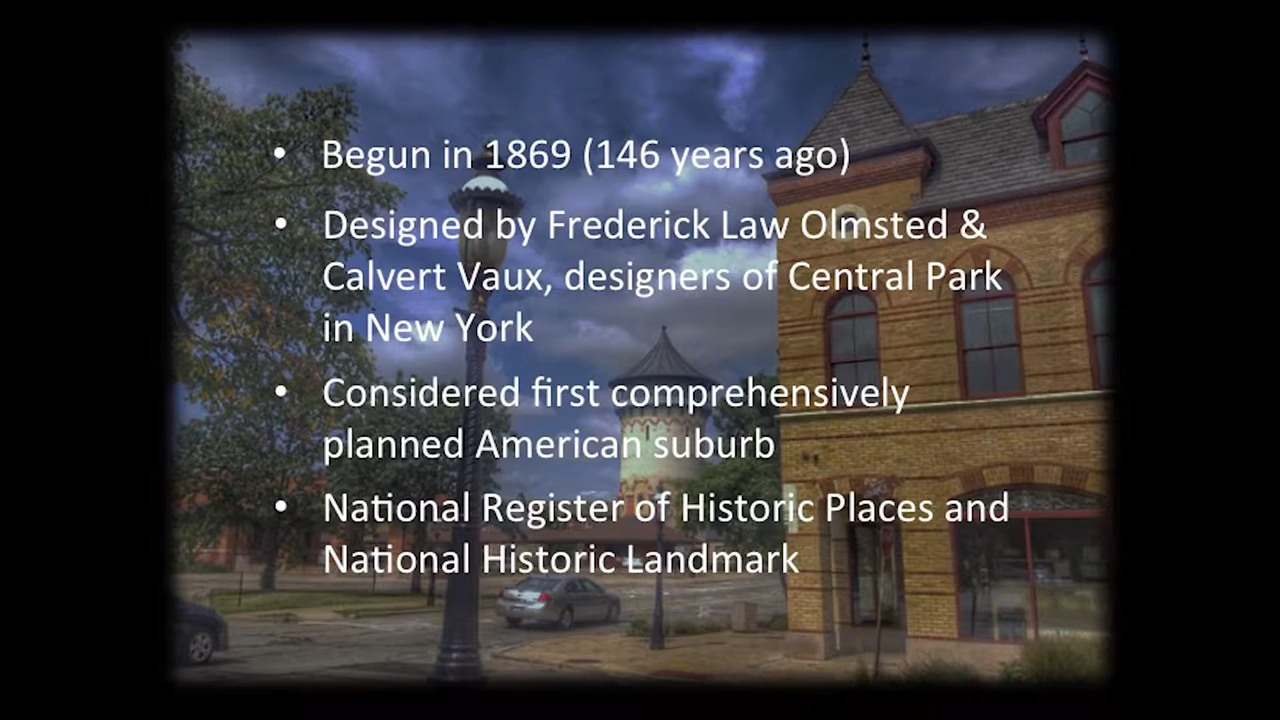 • Begun in 1869 (146 years ago)
• Designed by Frederick Law Olmsted &
Calvert Vaux, designers of Central Park
in New York
• Considered first comprehensively
planned American suburb
• National Register of Historic Places and
National Historic Landmark